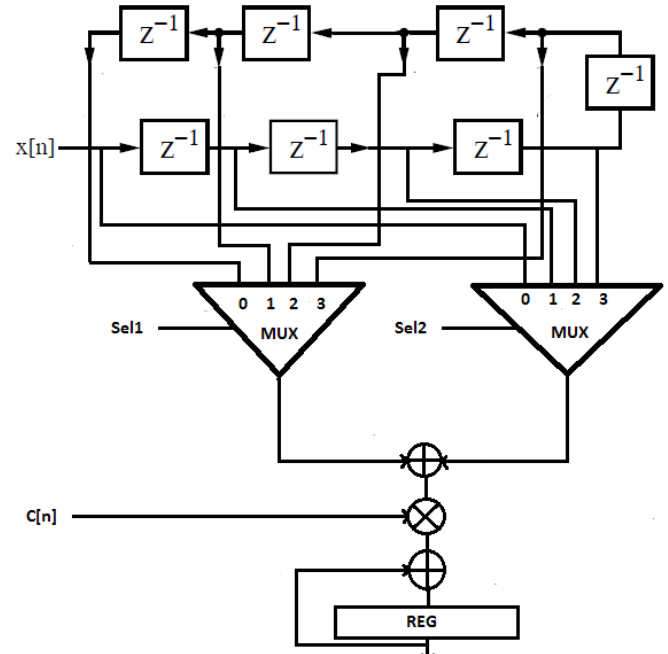 Z⁻¹ Z⁻¹ Z⁻¹
Z⁻¹
x[n] Z⁻¹ Z⁻¹ Z⁻¹
0 1 2 3 0 1 2 3
Sel1 MUX Sel2 MUX
C[n]
REG